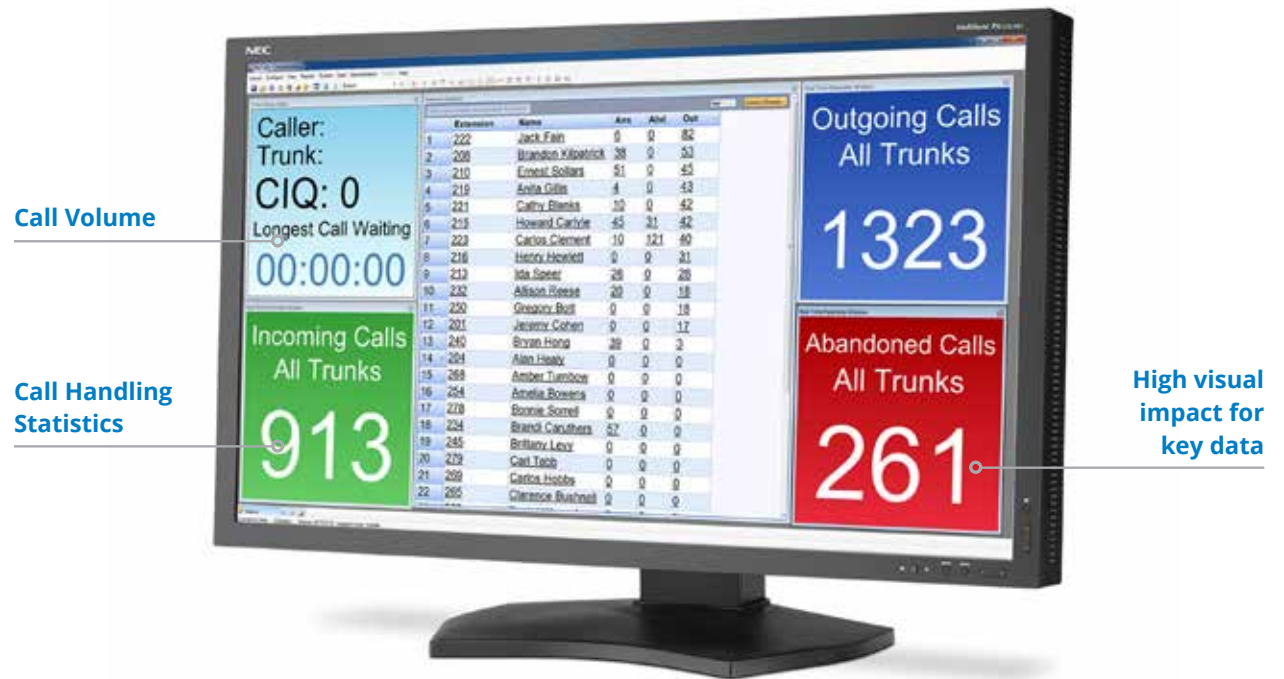 NEC
Caller:
Trunk:
CIQ: 0
Longest Call Waiting
00:00:00
Incoming Calls
All Trunks
913
Extension Name Ans Abd Out
1 222 Jack Fain 6 0 82
2 206 Brandon Kilpatrick 38 0 53
3 210 Ernest Sollars 51 0 45
4 219 Anita Gillis 4 0 43
5 221 Cathy Blanks 10 0 42
6 215 Howard Carlyle 45 31 42
7 223 Carlos Clement 10 121 40
8 216 Henry Hewlett 0 0 31
9 213 Ida Speer 26 0 26
10 232 Allison Reese 20 0 18
11 250 Gregory Bott 0 0 18
12 201 Jeremy Cohen 0 0 17
13 240 Bryan Hong 39 0 3
14 204 Alan Healy 0 0 0
15 268 Amber Turnbow 0 0 0
16 254 Amelia Bowens 0 0 0
17 278 Bonnie Sorrell 0 0 0
18 234 Brandi Caruthers 57 0 0
19 245 Brittany Levy 0 0 0
20 279 Carl Tabb 0 0 0
21 269 Carlos Hobbs 0 0 0
22 265 Clarence Bushnell 0 0 0
Outgoing Calls
All Trunks
1323
Abandoned Calls
All Trunks
261
Call Volume
Call Handling
Statistics
High visual
impact for
key data